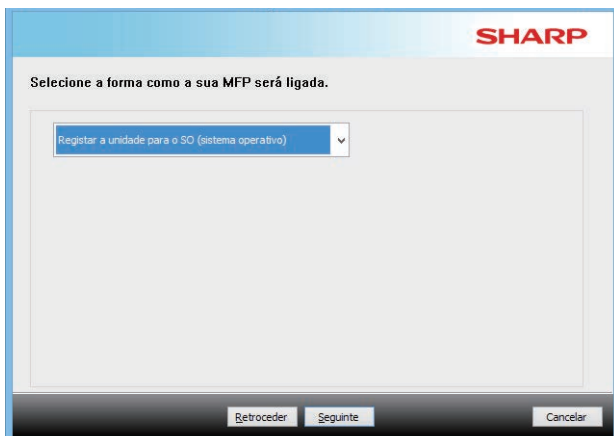 SHARP
Selecione a forma como a sua MFP será ligada.
Registar a unidade para o SO (sistema operativo)
Retroceder Seguinte Cancelar